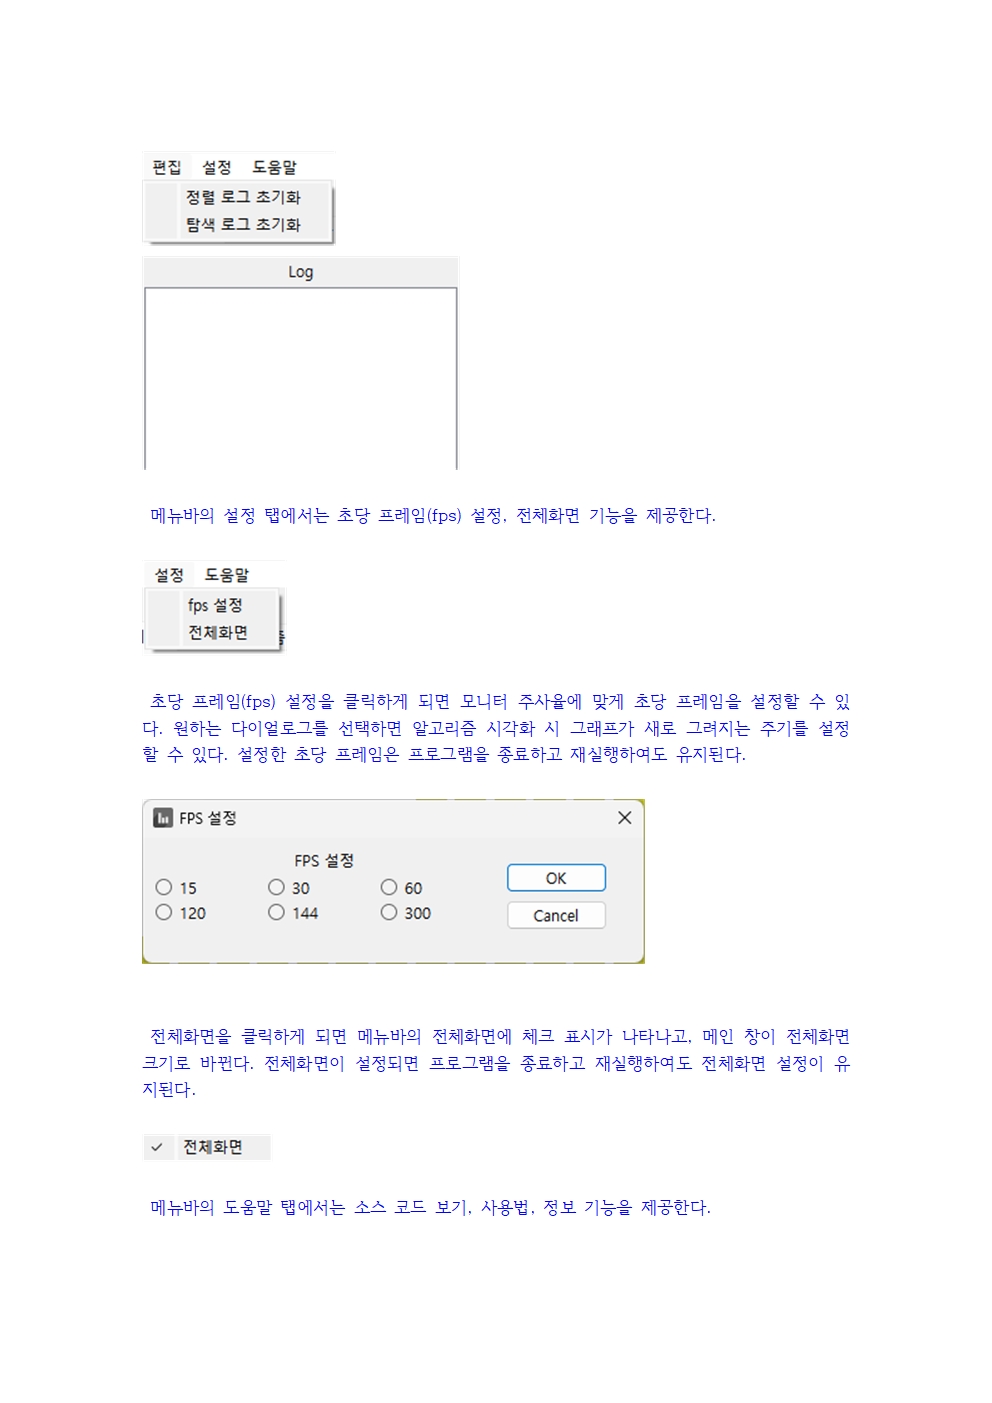 편집 설정 도움말
정렬 로그 초기화
탐색 로그 초기화
Log
메뉴바의 설정 탭에서는 초당 프레임(fps) 설정, 전체화면 기능을 제공한다.
설정 도움말
fps 설정
전체화면
초당 프레임(fps) 설정을 클릭하게 되면 모니터 주사율에 맞게 초당 프레임을 설정할 수 있
다. 원하는 다이얼로그를 선택하면 알고리즘 시각화 시 그래프가 새로 그려지는 주기를 설정
할 수 있다. 설정한 초당 프레임은 프로그램을 종료하고 재실행하여도 유지된다.
FPS 설정
FPS 설정
15 30 60 OK
120 144 300 Cancel
전체화면을 클릭하게 되면 메뉴바의 전체화면에 체크 표시가 나타나고, 메인 창이 전체화면
크기로 바뀐다. 전체화면이 설정되면 프로그램을 종료하고 재실행하여도 전체화면 설정이 유
지된다.
전체화면
메뉴바의 도움말 탭에서는 소스 코드 보기, 사용법, 정보 기능을 제공한다.